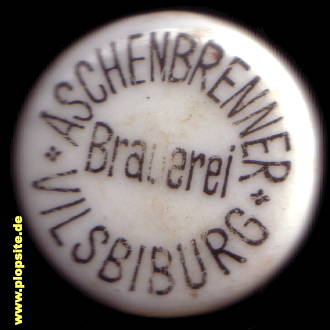 ASCHENBRENNER
Brauerei
* VILSBIBURG *
www.plopsite.de